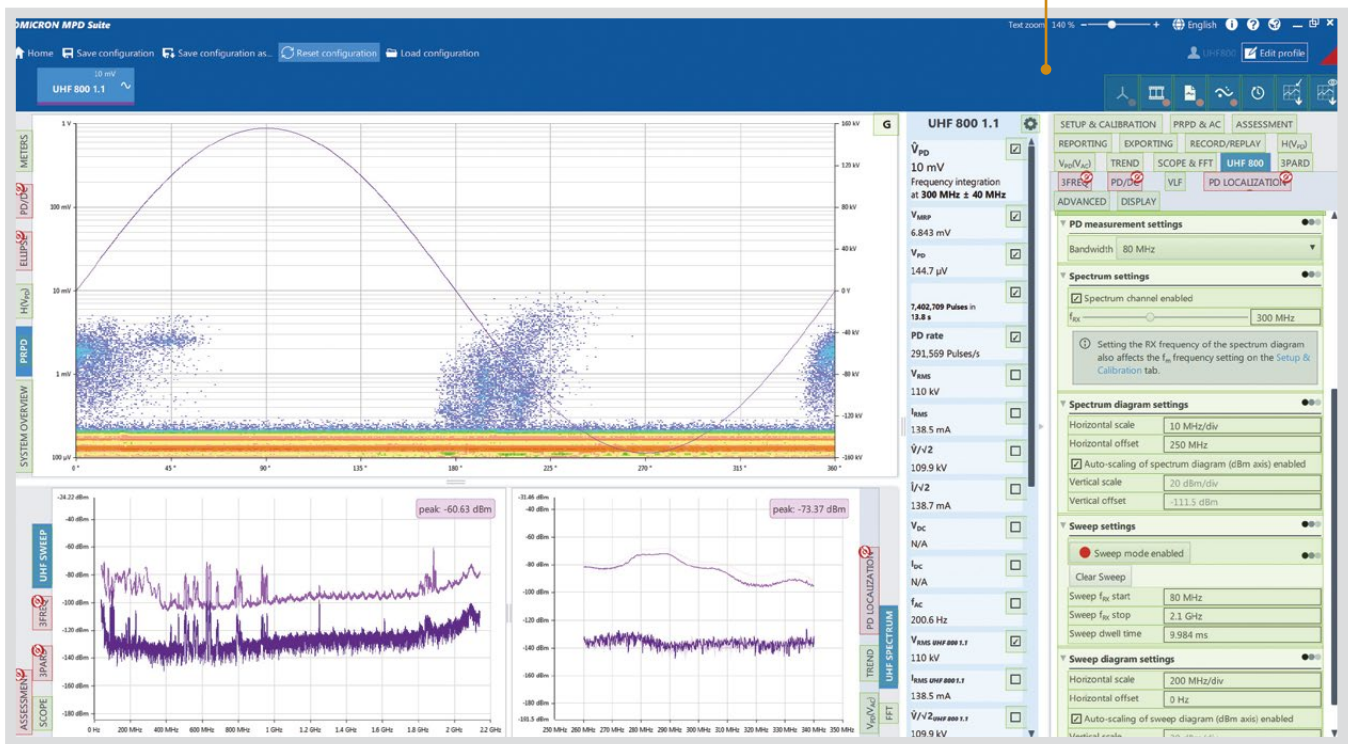 OMICRON MPD Suite
Text zoom 140 % − + English
Home Save configuration Save configuration as... Reset configuration Load configuration
UHF800 Edit profile
10 mV
UHF 800 1.1
METERS
PD/DC
ELLIPSE
H(VPD)
PRPD
SYSTEM OVERVIEW
1 V
100 mV
10 mV
1 mV
100 µV
160 kV
120 kV
80 kV
40 kV
0 V
-40 kV
-80 kV
-120 kV
-160 kV
0 ° 45 ° 90 ° 135 ° 180 ° 225 ° 270 ° 315 ° 360 °
G
UHF SWEEP
3FREQ
3PARD
ASSESSMENT
SCOPE
-24.22 dBm
-40 dBm
-60 dBm
-80 dBm
-100 dBm
-120 dBm
-140 dBm
-160 dBm
-180 dBm
peak: -60.63 dBm
0 Hz 200 MHz 400 MHz 600 MHz 800 MHz 1 GHz 1.2 GHz 1.4 GHz 1.6 GHz 1.8 GHz 2 GHz 2.2 GHz
-31.46 dBm
-40 dBm
-60 dBm
-80 dBm
-100 dBm
-120 dBm
-140 dBm
-160 dBm
-180 dBm
-181.5 dBm
peak: -73.37 dBm
250 MHz 260 MHz 270 MHz 280 MHz 290 MHz 300 MHz 310 MHz 320 MHz 330 MHz 340 MHz 350 MHz
PD LOCALIZATION
UHF SPECTRUM
TREND
VPD(VAC)
FFT
UHF 800 1.1
V̂PD
10 mV
Frequency integration
at 300 MHz ± 40 MHz
VMRP
6.843 mV
VPD
144.7 µV
7,402,709 Pulses in
13.8 s
PD rate
291,569 Pulses/s
VRMS
110 kV
IRMS
138.5 mA
V̂/√2
109.9 kV
Î/√2
138.7 mA
VDC
N/A
IDC
N/A
fAC
200.6 Hz
VRMS UHF 800 1.1
110 kV
IRMS UHF 800 1.1
138.5 mA
V̂/√2 UHF 800 1.1
109.9 kV
SETUP & CALIBRATION PRPD & AC ASSESSMENT
REPORTING EXPORTING RECORD/REPLAY H(VPD)
VPD(VAC) TREND SCOPE & FFT UHF 800 3PARD
3FREQ PD/DC VLF PD LOCALIZATION
ADVANCED DISPLAY
PD measurement settings
Bandwidth 80 MHz
Spectrum settings
Spectrum channel enabled
fRX 300 MHz
Setting the RX frequency of the spectrum diagram
also affects the fm frequency setting on the Setup &
Calibration tab.
Spectrum diagram settings
Horizontal scale 10 MHz/div
Horizontal offset 250 MHz
Auto-scaling of spectrum diagram (dBm axis) enabled
Vertical scale 20 dBm/div
Vertical offset -111.5 dBm
Sweep settings
Sweep mode enabled
Clear Sweep
Sweep fRX start 80 MHz
Sweep fRX stop 2.1 GHz
Sweep dwell time 9.984 ms
Sweep diagram settings
Horizontal scale 200 MHz/div
Horizontal offset 0 Hz
Auto-scaling of sweep diagram (dBm axis) enabled
Vertical scale